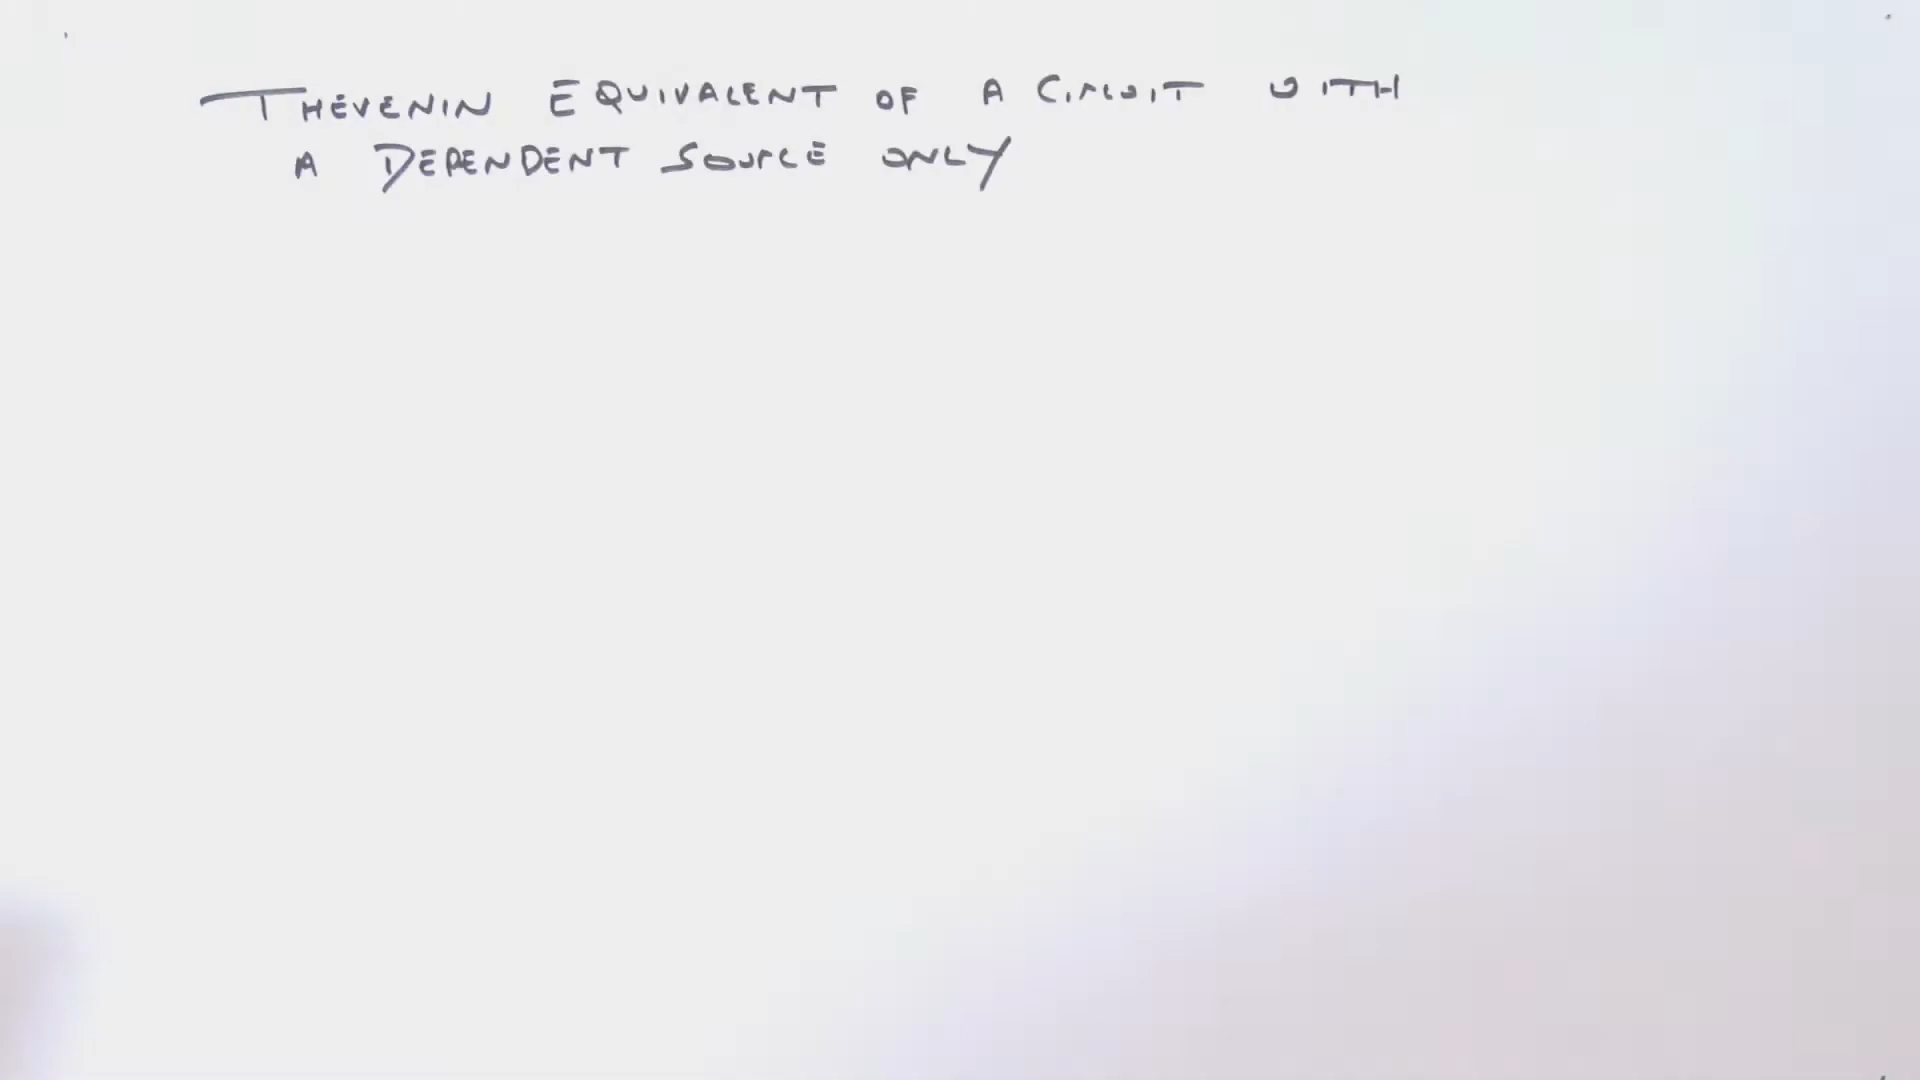 THEVENIN EQUIVALENT OF A CIRCUIT WITH
A DEPENDENT SOURCE ONLY